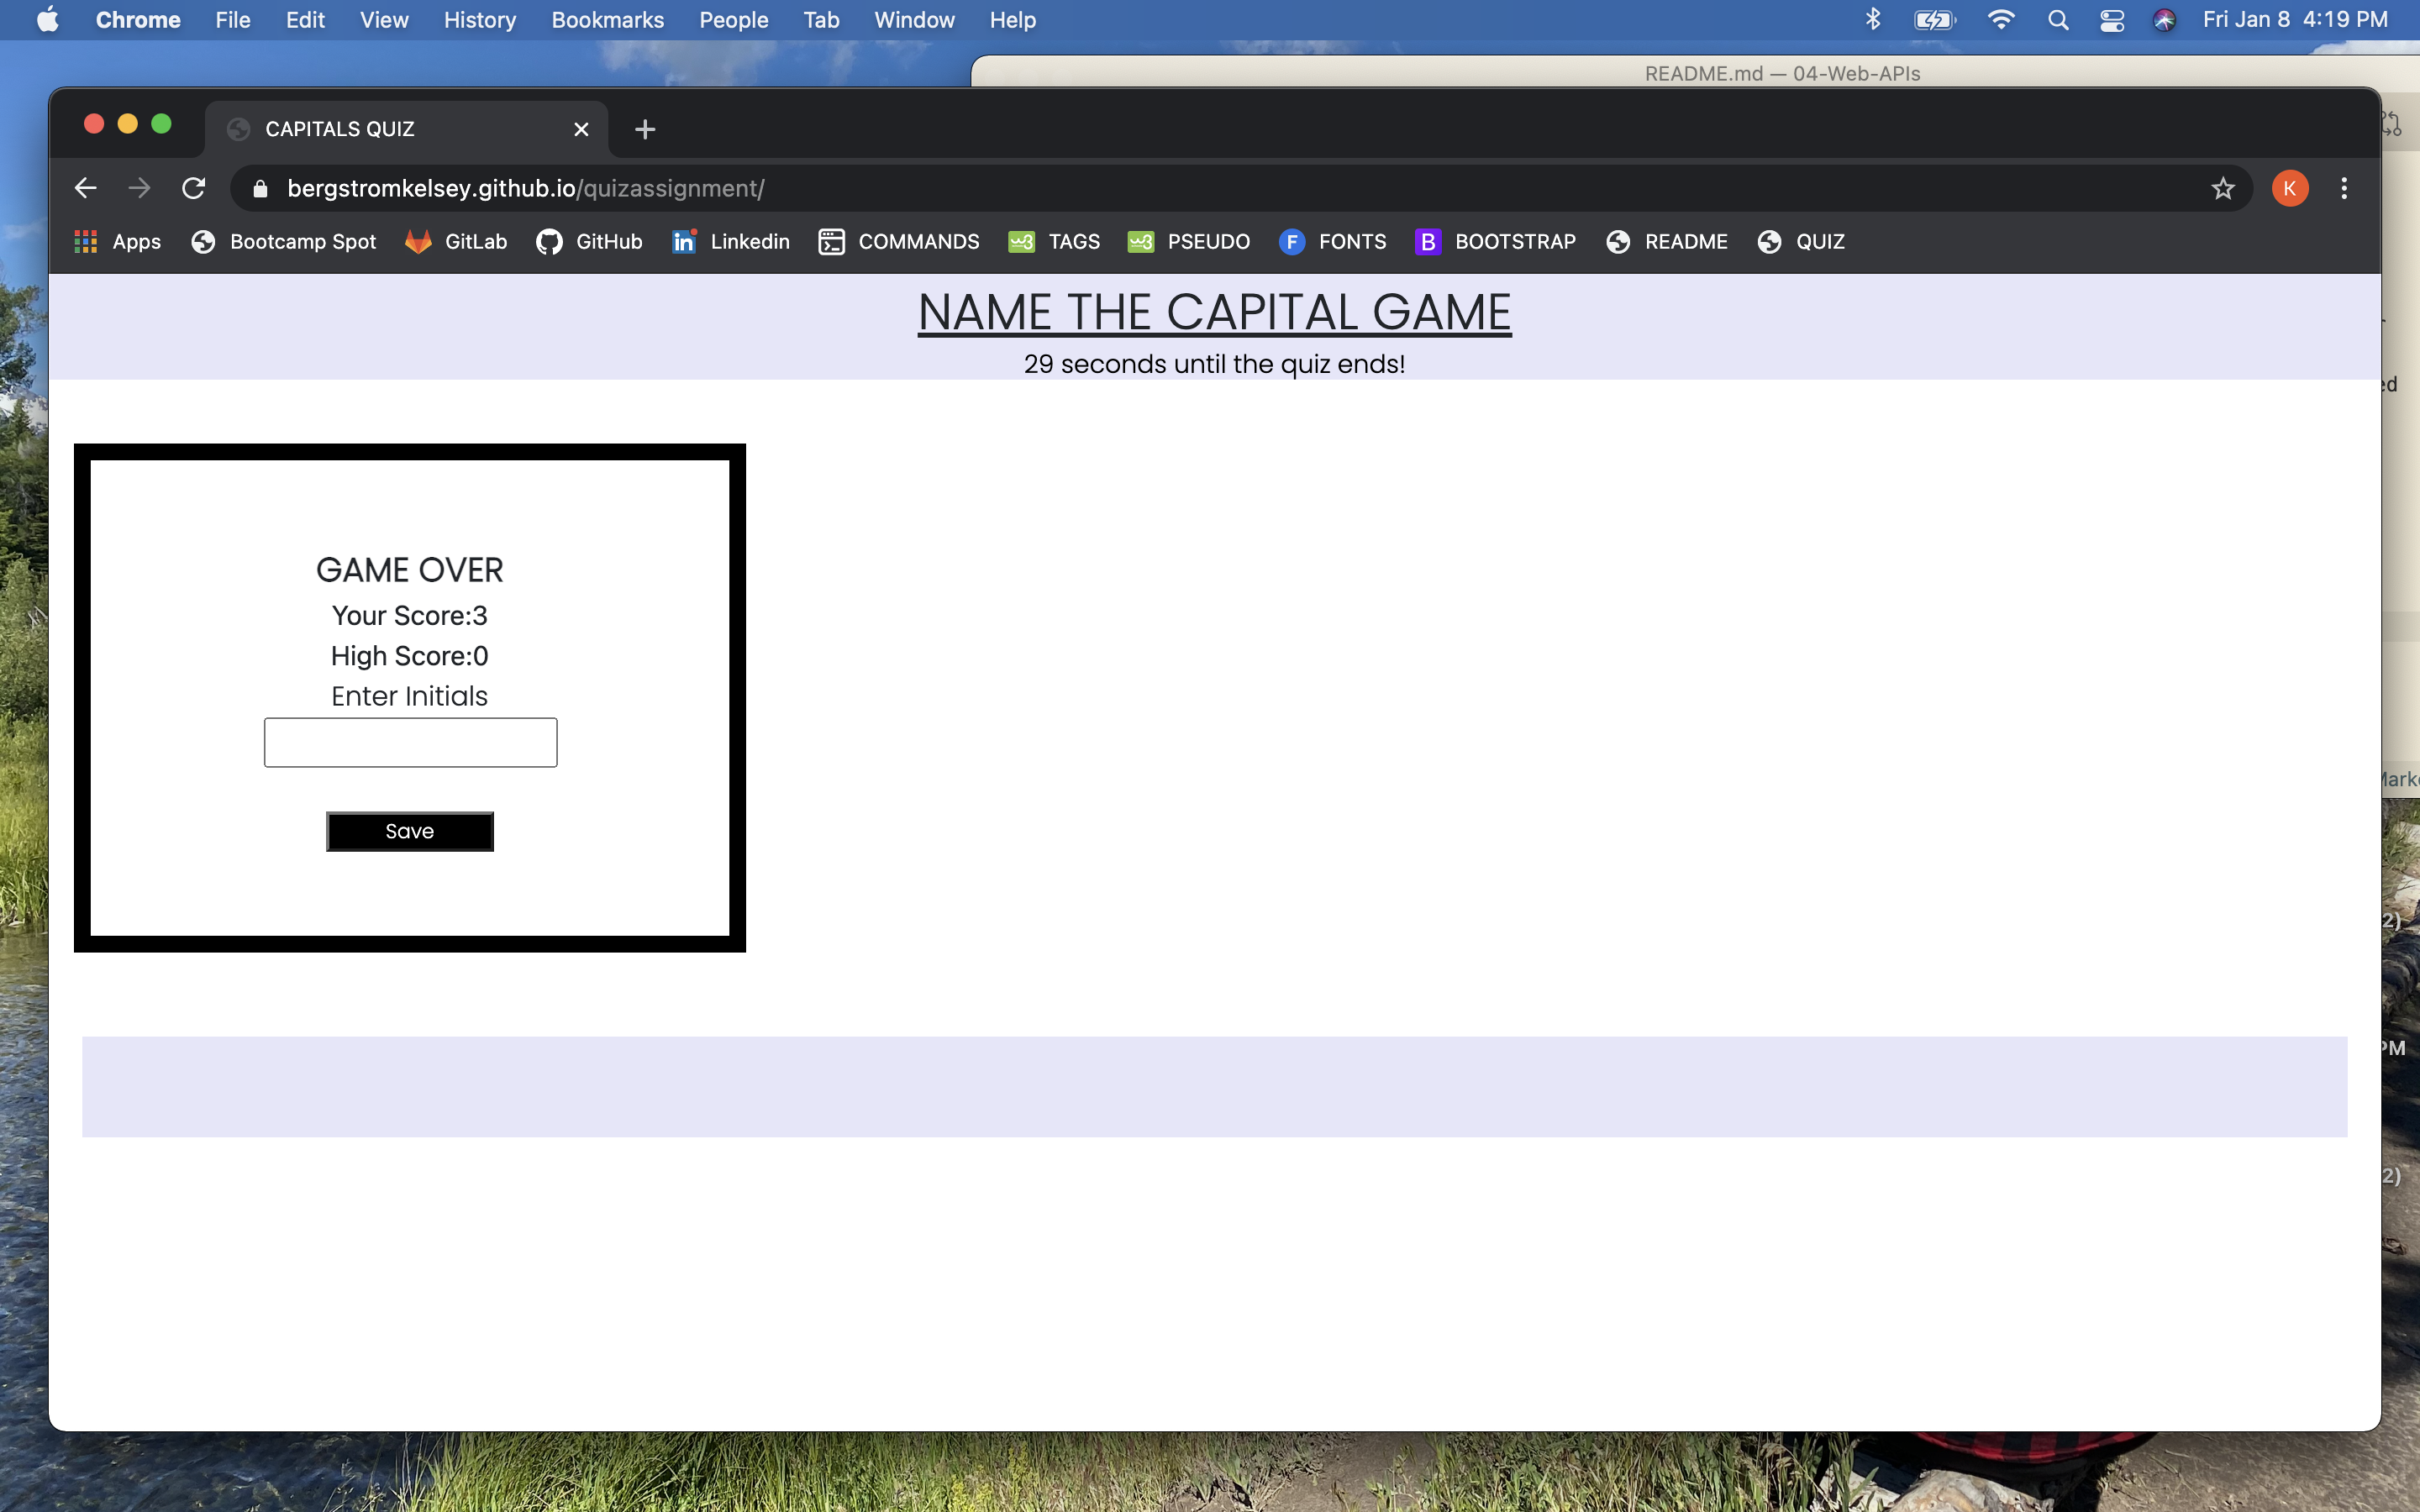 Chrome File Edit View History Bookmarks People Tab Window Help Fri Jan 8 4:19 PM
README.md — 04-Web-APIs
CAPITALS QUIZ
bergstromkelsey.github.io/quizassignment/ K
Apps Bootcamp Spot GitLab GitHub in Linkedin COMMANDS w3 TAGS w3 PSEUDO F FONTS B BOOTSTRAP README QUIZ
NAME THE CAPITAL GAME
29 seconds until the quiz ends!
ed
GAME OVER
Your Score:3
High Score:0
Enter Initials
Save
2)
PM
2)